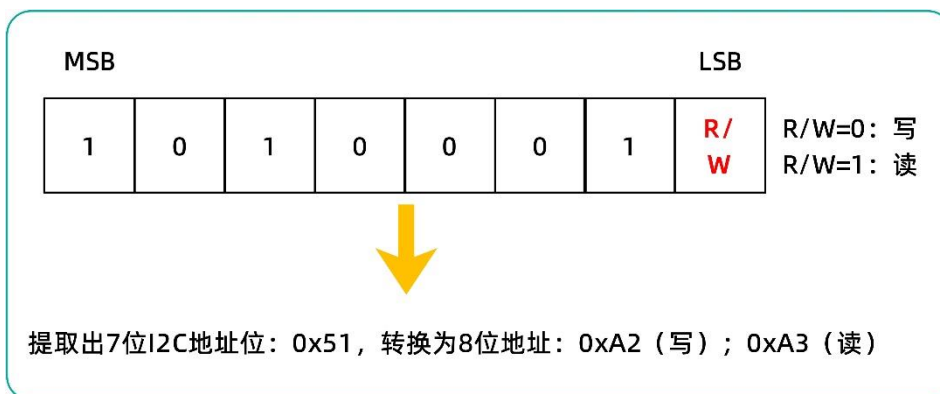 MSB LSB
1 0 1 0 0 0 1 R/
W
R/W=0：写
R/W=1：读
提取出7位I2C地址位：0x51，转换为8位地址：0xA2（写）；0xA3（读）